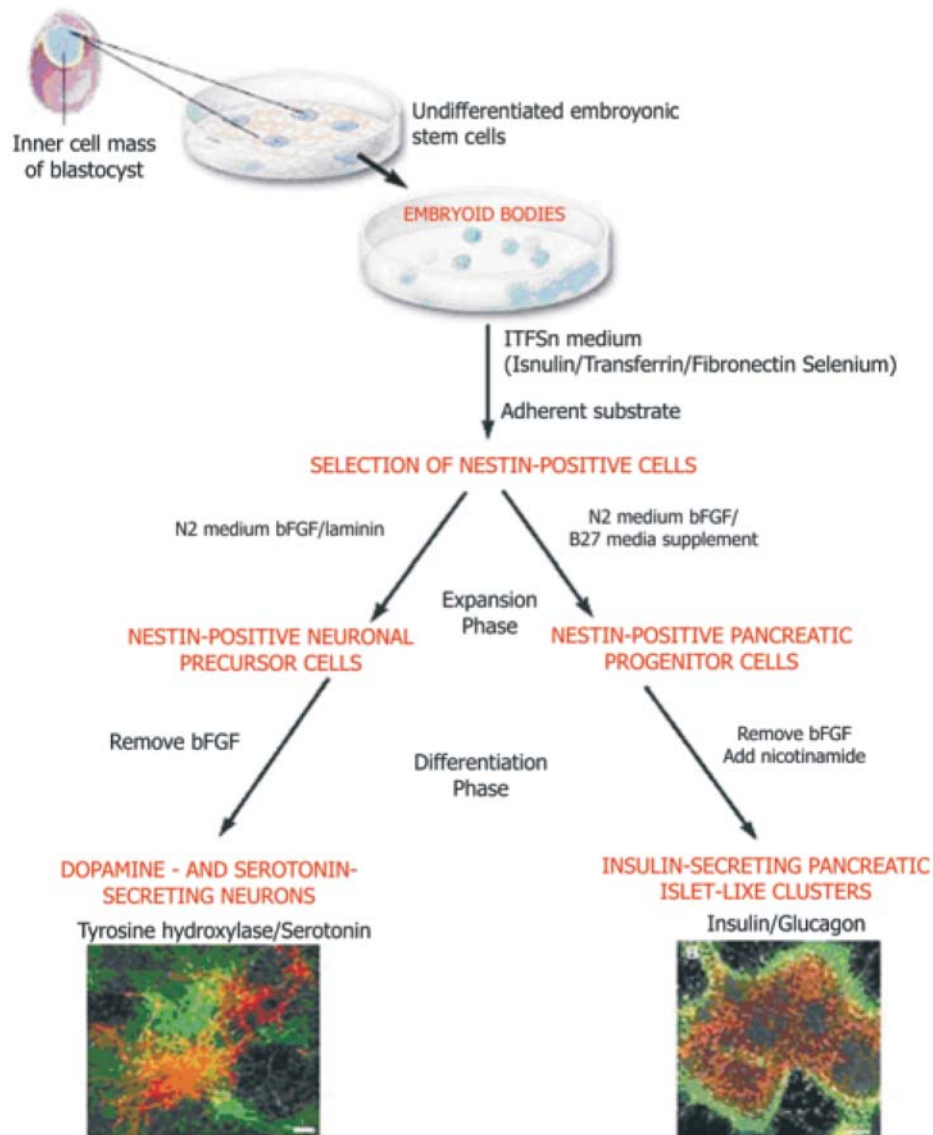 Inner cell mass
of blastocyst
Undifferentiated embroyonic
stem cells
EMBRYOID BODIES
ITFSn medium
(Isnulin/Transferrin/Fibronectin Selenium)
Adherent substrate
SELECTION OF NESTIN-POSITIVE CELLS
N2 medium bFGF/laminin
N2 medium bFGF/
B27 media supplement
Expansion
Phase
NESTIN-POSITIVE NEURONAL
PRECURSOR CELLS
NESTIN-POSITIVE PANCREATIC
PROGENITOR CELLS
Remove bFGF
Remove bFGF
Add nicotinamide
Differentiation
Phase
DOPAMINE - AND SEROTONIN-
SECRETING NEURONS
Tyrosine hydroxylase/Serotonin
INSULIN-SECRETING PANCREATIC
ISLET-LIXE CLUSTERS
Insulin/Glucagon